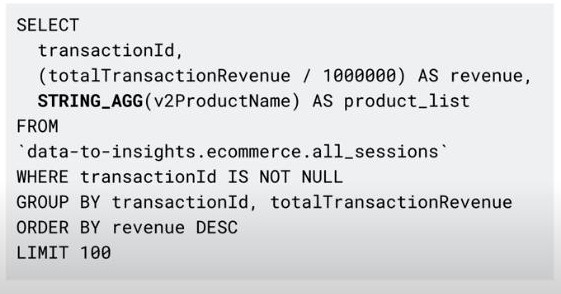 SELECT
transactionId,
(totalTransactionRevenue / 1000000) AS revenue,
STRING_AGG(v2ProductName) AS product_list
FROM
`data-to-insights.ecommerce.all_sessions`
WHERE transactionId IS NOT NULL
GROUP BY transactionId, totalTransactionRevenue
ORDER BY revenue DESC
LIMIT 100